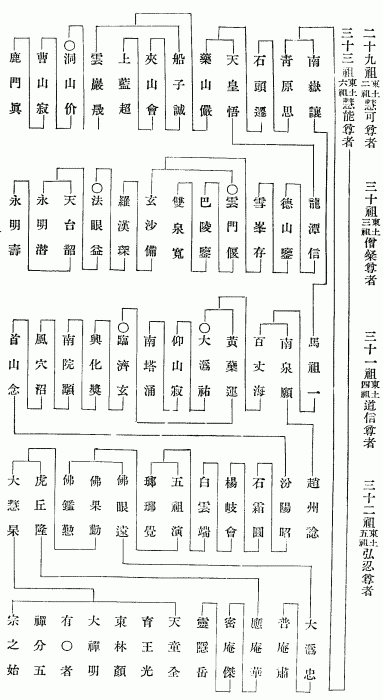 二十九祖東土二祖慧可尊者
三十祖東土三祖僧璨尊者
三十一祖東土四祖道信尊者
三十二祖東土五祖弘忍尊者
三十三祖東土六祖慧能尊者
南嶽讓
青原思
石頭遷
天皇悟
藥山儼
船子誠
夾山會
上藍超
雲巖晟
○洞山价
曹山寂
鹿門眞
龍潭信
德山鑒
雪峯存
○雲門偃
巴陵鑒
雙泉寬
玄沙備
羅漢琛
○法眼益
天台韶
永明潛
永明壽
馬祖一
南泉願
百丈海
黃蘗運
○大潙祐
仰山寂
南塔涌
○臨濟玄
興化獎
南院顒
風穴沼
首山念
趙州諗
汾陽昭
石霜圓
楊岐會
白雲端
五祖演
瑯琊覺
佛眼遠
佛果勤
佛鑑懃
虎丘隆
大慧杲
大潙忠
普庵肅
應庵華
密庵傑
靈隱岳
天童全
育王光
東林顏
大禪明
有○者
禪分五
宗之始